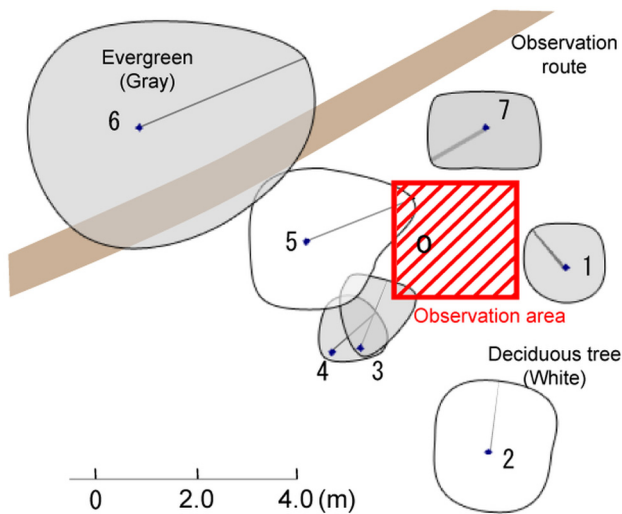 Evergreen
(Gray)
Observation
route
6
7
5
O
1
Observation area
4
3
Deciduous tree
(White)
2
0 2.0 4.0 (m)